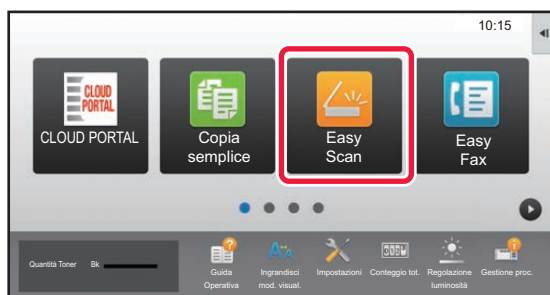 10:15
CLOUD
PORTAL
CLOUD PORTAL
Copia
semplice
Easy
Scan
Easy
Fax
Quantità Toner Bk
Guida
Operativa
Ingrandisci
mod. visual.
Impostazioni
Conteggio tot.
Regolazione
luminosità
Gestione proc.